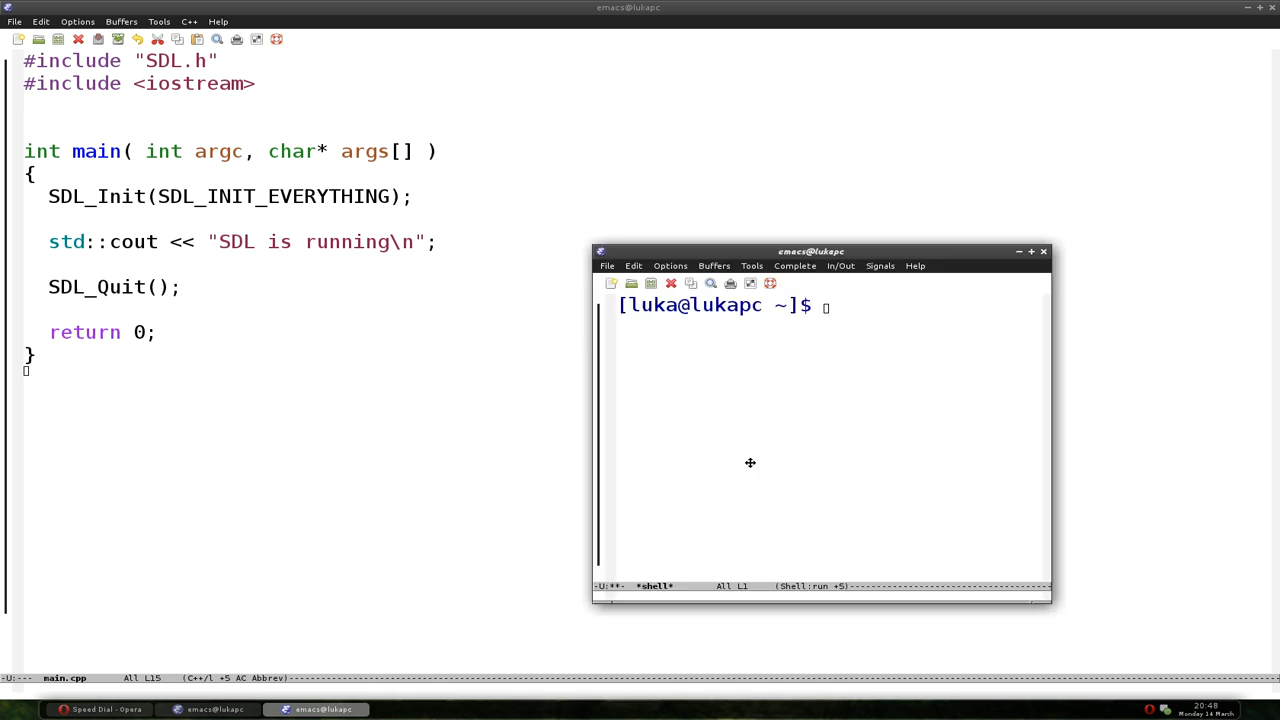 emacs@lukapc
File Edit Options Buffers Tools C++ Help
#include "SDL.h"
#include <iostream>
int main( int argc, char* args[] )
{
SDL_Init(SDL_INIT_EVERYTHING);
std::cout << "SDL is running\n";
SDL_Quit();
return 0;
}
emacs@lukapc
File Edit Options Buffers Tools Complete In/Out Signals Help
[luka@lukapc ~]$
-U:**- *shell* All L1 (Shell:run +5)--------------------------------------
-U:--- main.cpp All L15 (C++/l +5 AC Abbrev)--------------------------------------
Speed Dial - Opera
emacs@lukapc
emacs@lukapc
20:48
Monday 14 March